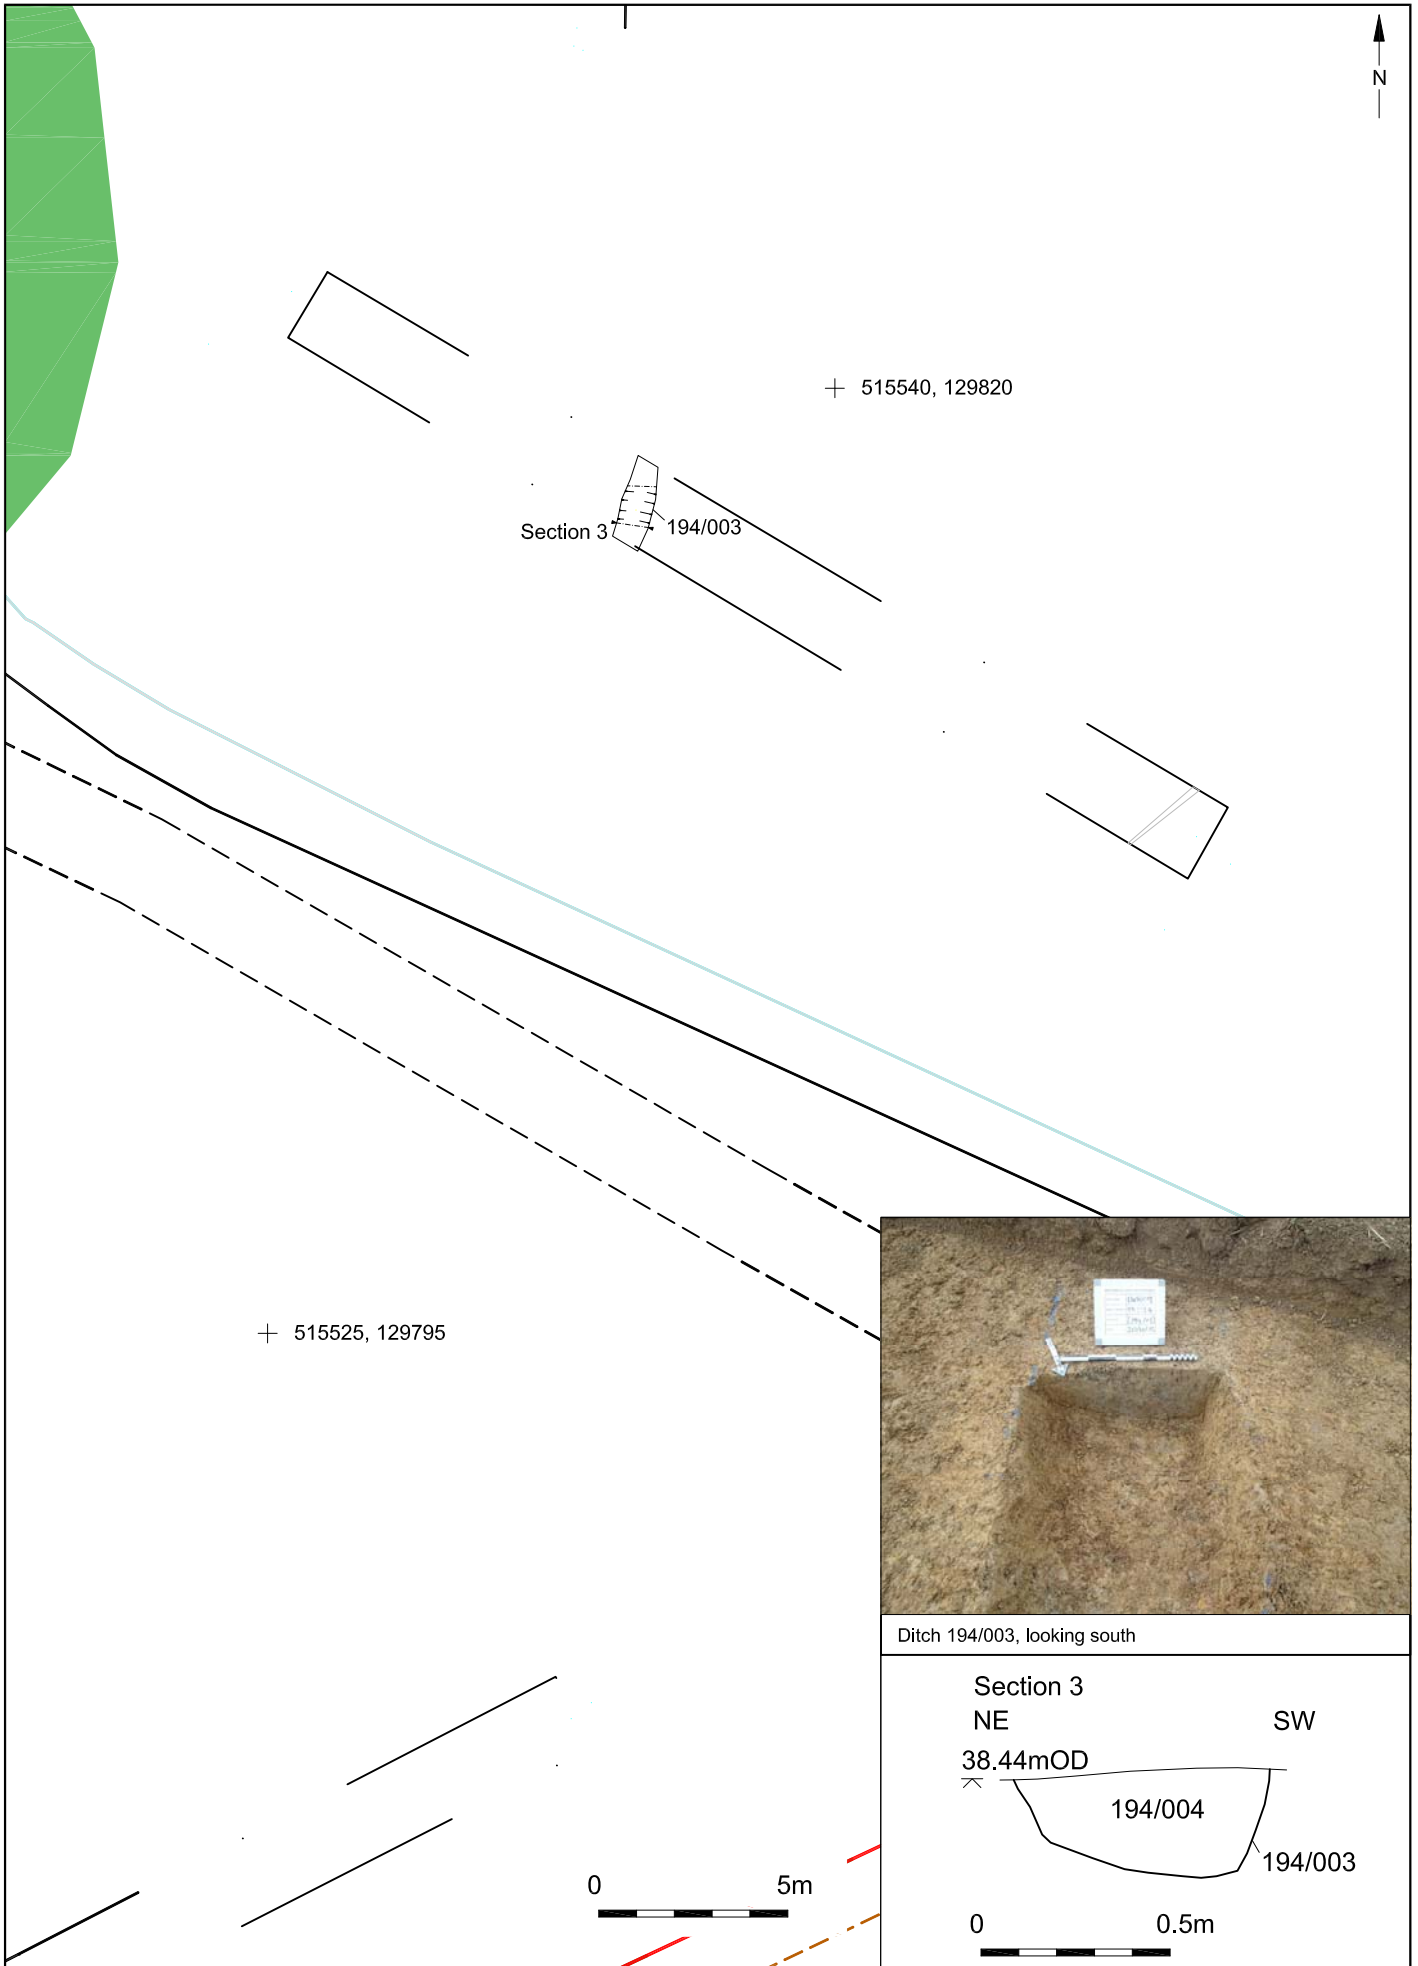 N
515540, 129820
Section 3
194/003
515525, 129795
Ditch 194/003, looking south
Section 3
NE SW
38.44mOD
194/004
194/003
0 5m
0 0.5m